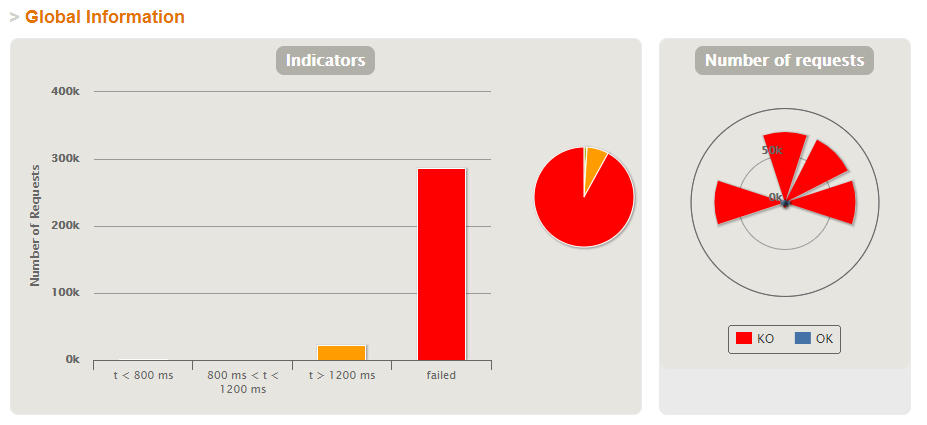 > Global Information
Indicators
400k
300k
200k
100k
0k
Number of Requests
t < 800 ms
800 ms < t <
1200 ms
t > 1200 ms
failed
Number of requests
50k
0k
KO
OK